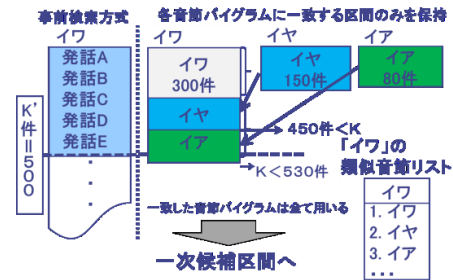 事前検索方式
各音節バイグラムに一致する区間のみを保持
イワ
発話A
発話B
発話C
発話D
発話E
K'件=500
イワ
イワ
300件
イヤ
イア
イヤ
150件
イア
80件
450件<K
K<530件
一致した音節バイグラムは全て用いる
一次候補区間へ
「イワ」の
類似音節リスト
イワ
1. イワ
2. イヤ
3. イア
...